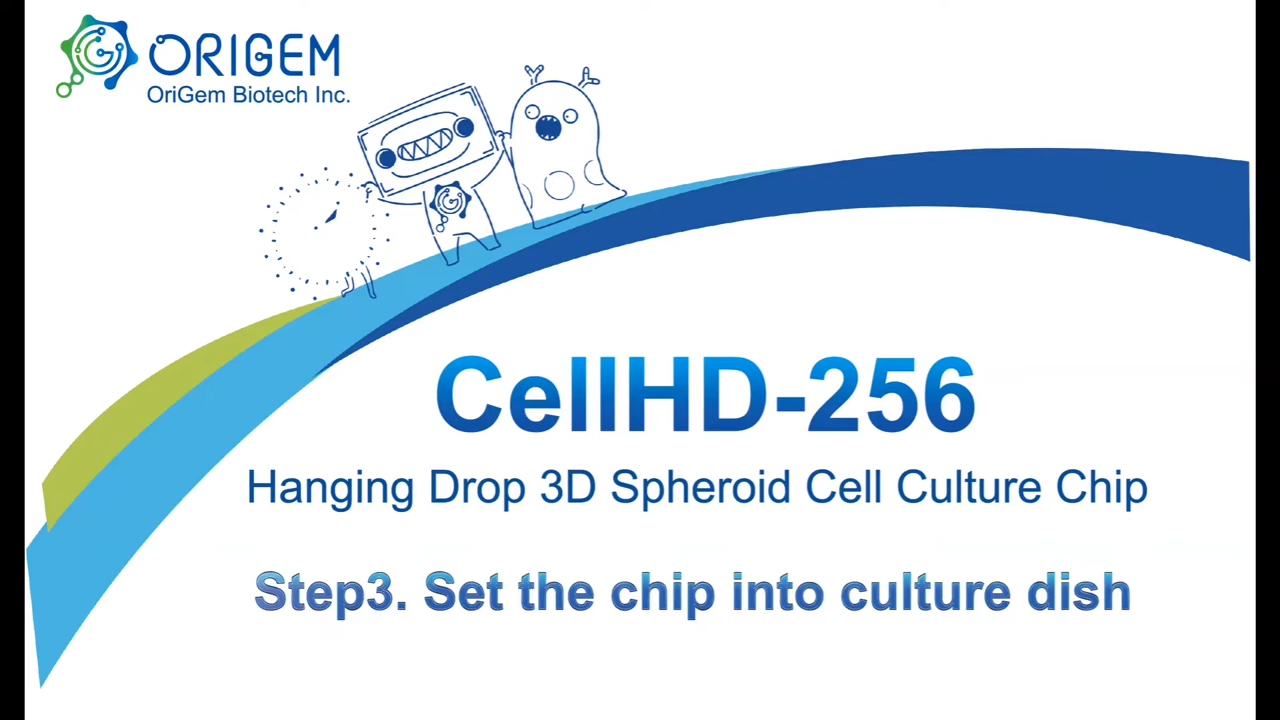 ORIGEM
OriGem Biotech Inc.
CellHD-256
Hanging Drop 3D Spheroid Cell Culture Chip
Step3. Set the chip into culture dish